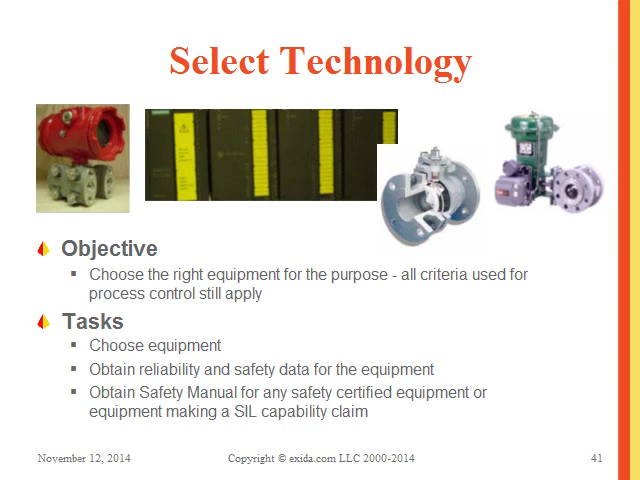 Select Technology
Objective
Choose the right equipment for the purpose - all criteria used for
process control still apply
Tasks
Choose equipment
Obtain reliability and safety data for the equipment
Obtain Safety Manual for any safety certified equipment or
equipment making a SIL capability claim
November 12, 2014
Copyright © exida.com LLC 2000-2014
41